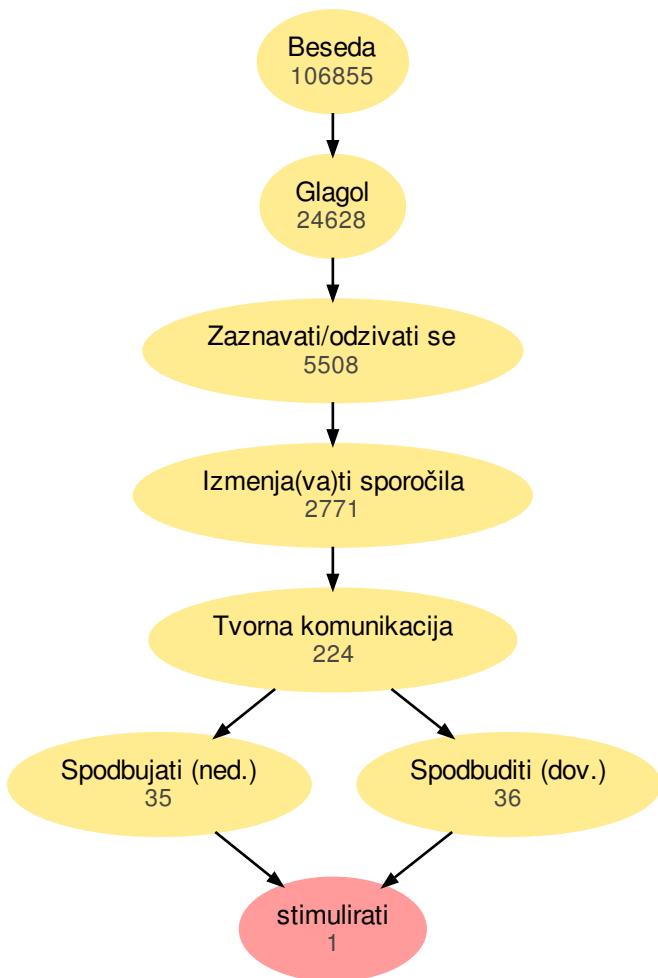 Beseda
106855
Glagol
24628
Zaznavati/odzivati se
5508
Izmenja(va)ti sporočila
2771
Tvorna komunikacija
224
Spodbujati (ned.)
35
Spodbuditi (dov.)
36
stimulirati
1